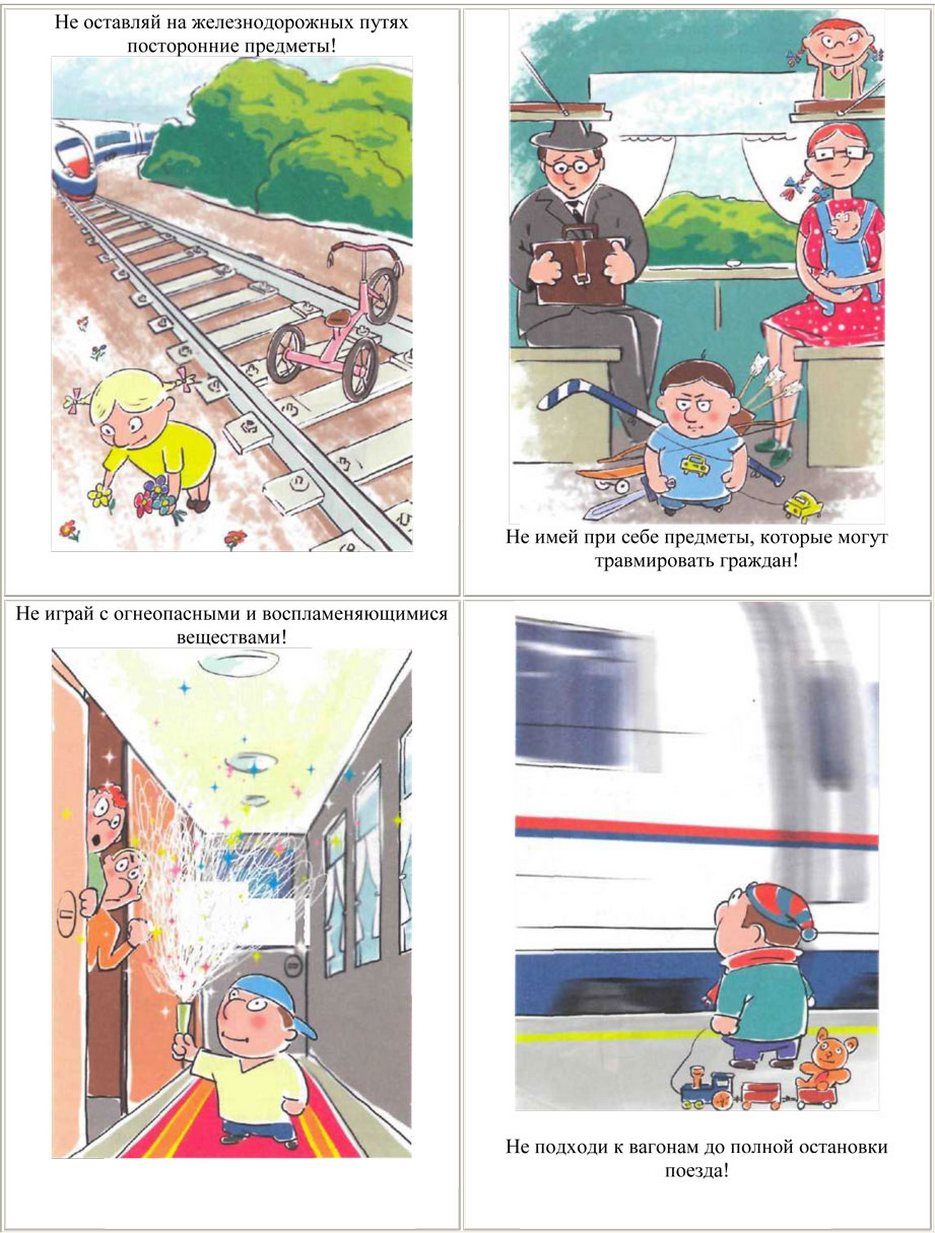 Не оставляй на железнодорожных путях
посторонние предметы!
Не имей при себе предметы, которые могут
травмировать граждан!
Не играй с огнеопасными и воспламеняющимися
веществами!
Не подходи к вагонам до полной остановки
поезда!